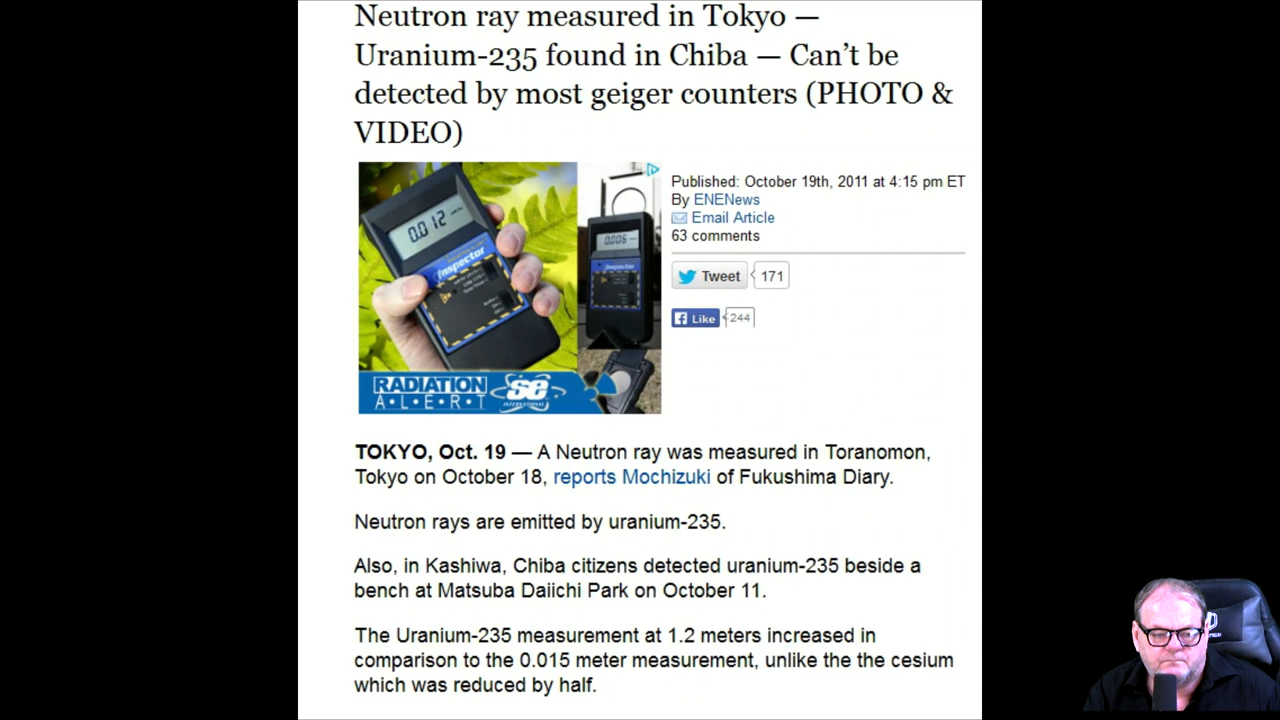 Neutron ray measured in Tokyo —
Uranium-235 found in Chiba — Can’t be
detected by most geiger counters (PHOTO &
VIDEO)
Published: October 19th, 2011 at 4:15 pm ET
By ENENews
Email Article
63 comments
Tweet 171
Like 244
0.012
Inspector
0.006
Inspector
RADIATION
A•L•E•R•T
se
INTERNATIONAL
TOKYO, Oct. 19 — A Neutron ray was measured in Toranomon,
Tokyo on October 18, reports Mochizuki of Fukushima Diary.
Neutron rays are emitted by uranium-235.
Also, in Kashiwa, Chiba citizens detected uranium-235 beside a
bench at Matsuba Daiichi Park on October 11.
The Uranium-235 measurement at 1.2 meters increased in
comparison to the 0.015 meter measurement, unlike the the cesium
which was reduced by half.